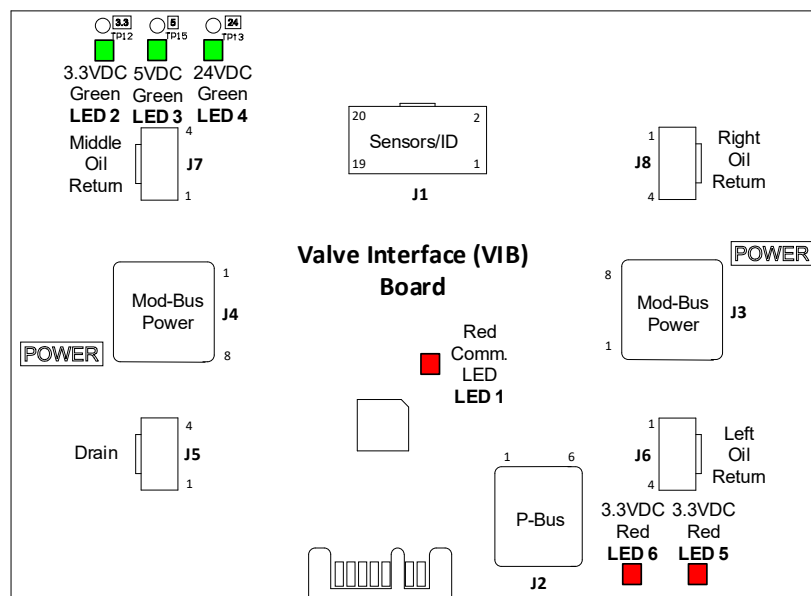 3.3 5 24
TP12 TP15 TP13
3.3VDC 5VDC 24VDC
Green Green Green
LED 2 LED 3 LED 4
Middle
Oil
Return
4
J7
1
20 2
Sensors/ID
19 1
J1
1
J8
4
Right
Oil
Return
Valve Interface (VIB)
Board
POWER
1
Mod-Bus
Power
J4
8
POWER
8
Mod-Bus
Power
J3
1
Red
Comm.
LED
LED 1
Drain
4
J5
1
1
J6
4
Left
Oil
Return
1 6
P-Bus
J2
3.3VDC 3.3VDC
Red Red
LED 6 LED 5